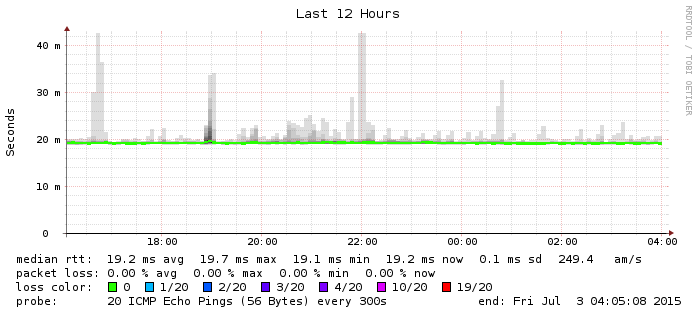 Last 12 Hours
RRDTOOL / TOBI OETIKER
Seconds
40 m
30 m
20 m
10 m
0
18:00 20:00 22:00 00:00 02:00 04:00
median rtt: 19.2 ms avg 19.7 ms max 19.1 ms min 19.2 ms now 0.1 ms sd 249.4 am/s
packet loss: 0.00 % avg 0.00 % max 0.00 % min 0.00 % now
loss color: 0 1/20 2/20 3/20 4/20 10/20 19/20
probe: 20 ICMP Echo Pings (56 Bytes) every 300s end: Fri Jul 3 04:05:08 2015